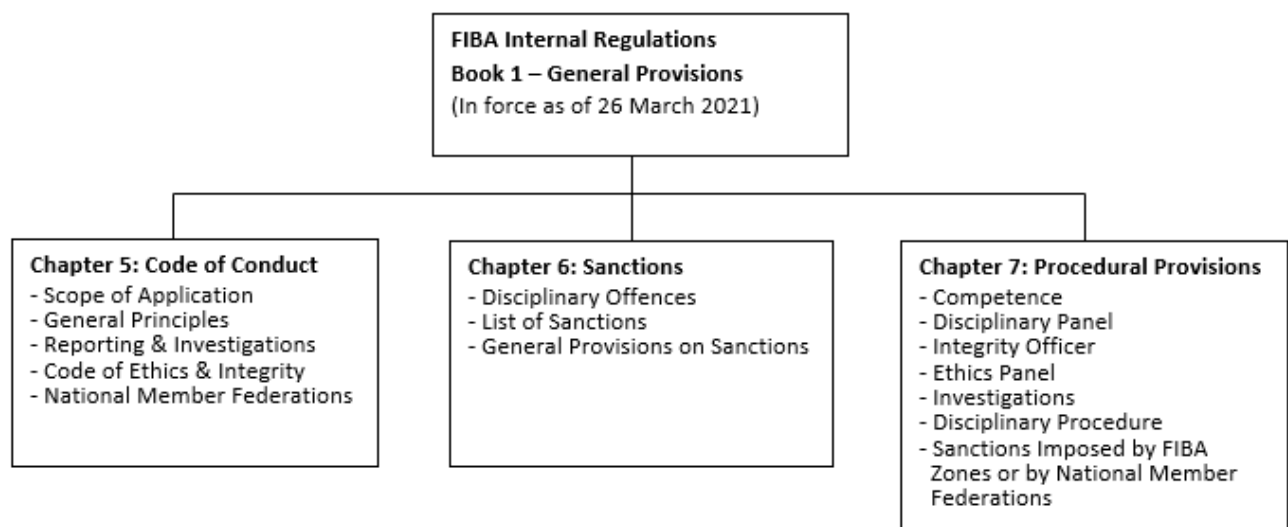 FIBA Internal Regulations
Book 1 – General Provisions
(In force as of 26 March 2021)
Chapter 5: Code of Conduct
- Scope of Application
- General Principles
- Reporting & Investigations
- Code of Ethics & Integrity
- National Member Federations
Chapter 6: Sanctions
- Disciplinary Offences
- List of Sanctions
- General Provisions on Sanctions
Chapter 7: Procedural Provisions
- Competence
- Disciplinary Panel
- Integrity Officer
- Ethics Panel
- Investigations
- Disciplinary Procedure
- Sanctions Imposed by FIBA
Zones or by National Member
Federations